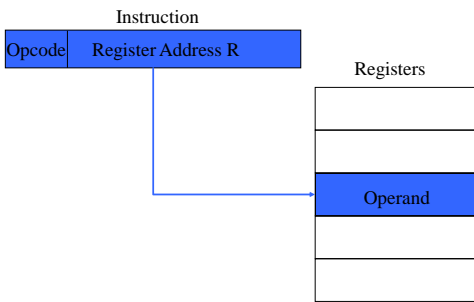 Instruction
Opcode Register Address R
Registers
Operand